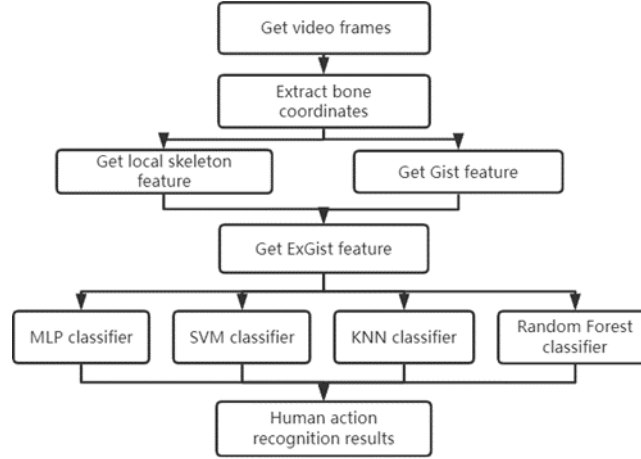 Get video frames
Extract bone
coordinates
Get local skeleton
feature
Get Gist feature
Get ExGist feature
MLP classifier
SVM classifier
KNN classifier
Random Forest
classifier
Human action
recognition results